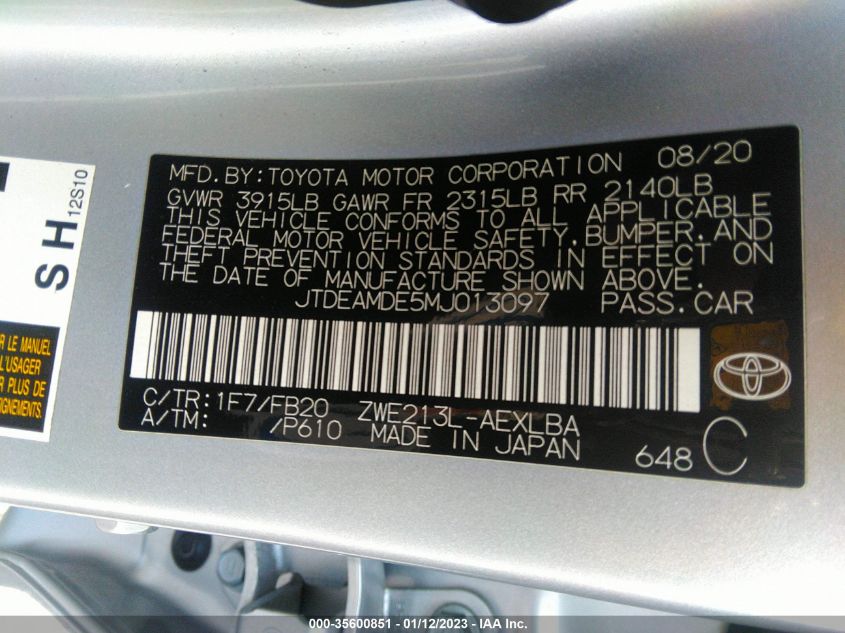 MFD. BY: TOYOTA MOTOR CORPORATION 08/20
GVWR 3915LB GAWR FR 2315LB RR 2140LB
THIS VEHICLE CONFORMS TO ALL APPLICABLE
FEDERAL MOTOR VEHICLE SAFETY, BUMPER, AND
THEFT PREVENTION STANDARDS IN EFFECT ON
THE DATE OF MANUFACTURE SHOWN ABOVE.
JTDEAMDE5MJ013097 PASS. CAR
C/TR: 1F7/FB20 ZWE213L-AEXLBA
A/TM: /P610 MADE IN JAPAN 648 C
SH 12S10
R LE MANUEL
L'USAGER
R PLUS DE
000-35600851 - 01/12/2023 - IAA Inc.